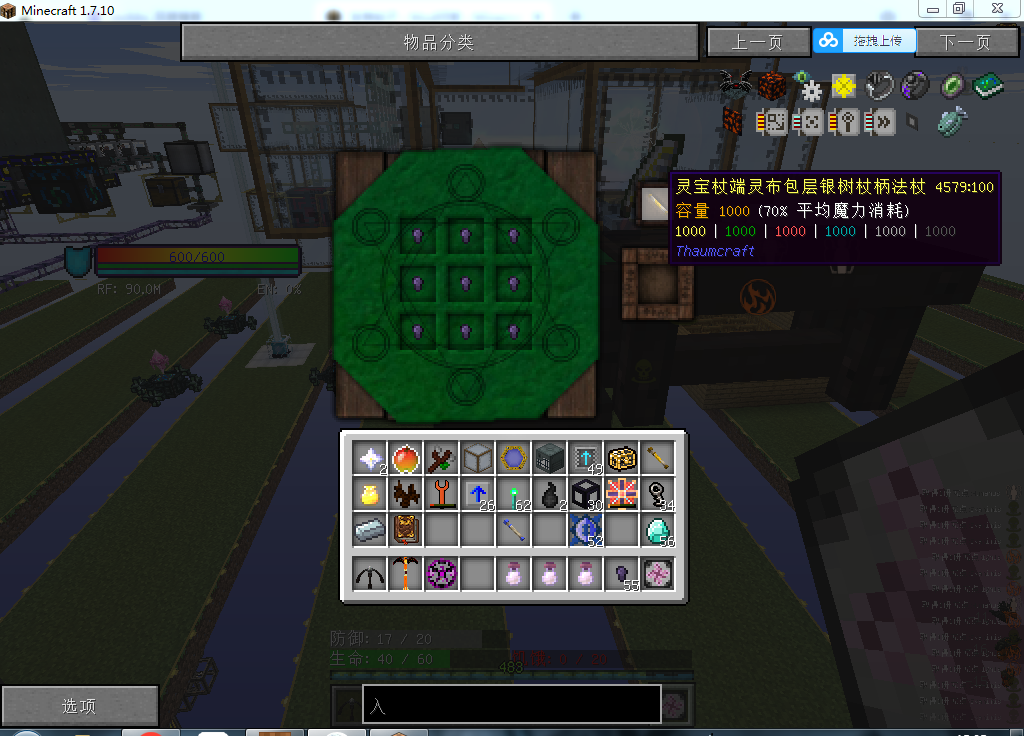 Minecraft 1.7.10
物品分类
上一页
拖拽上传
下一页
灵宝杖端灵布包层银树杖柄法杖 4579:100
容量 1000 (70% 平均魔力消耗)
1000 | 1000 | 1000 | 1000 | 1000 | 1000
Thaumcraft
600/600
RF: 90.0M
EN: 0%
2
49
26
62
2
30
34
52
56
55
防御: 17 / 20
生命: 40 / 60
483
选项
入